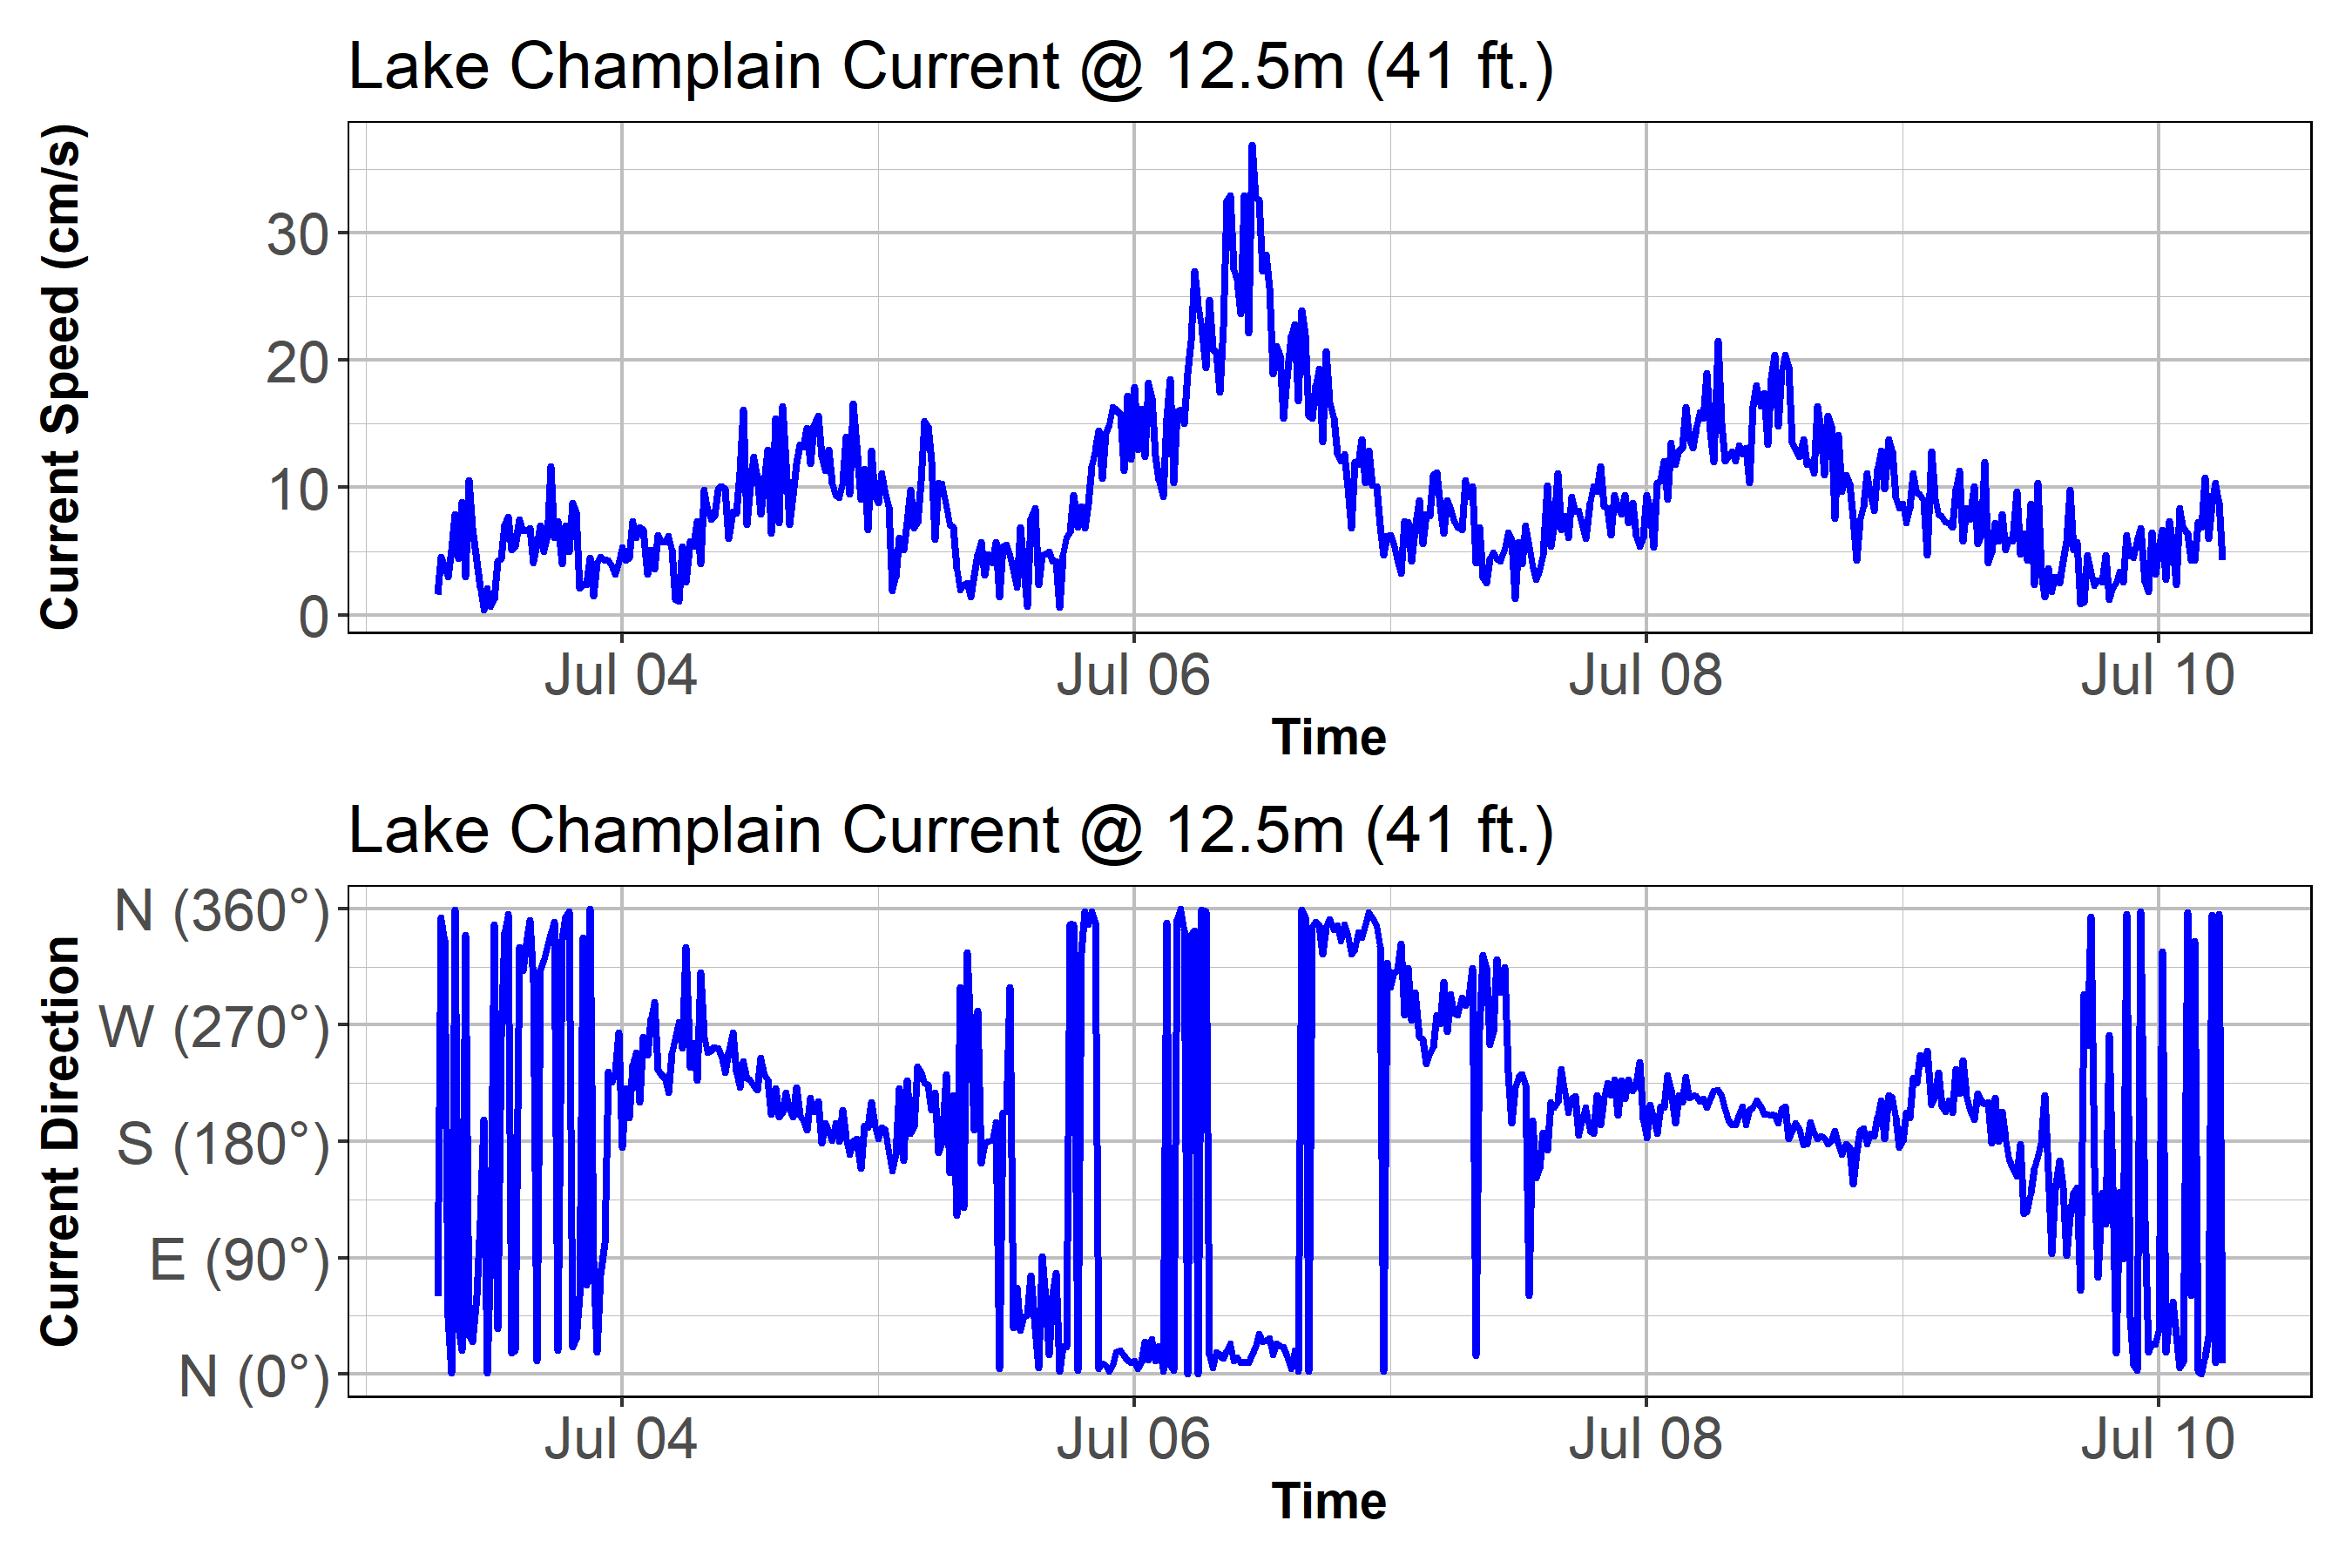 Lake Champlain Current @ 12.5m (41 ft.)
Current Speed (cm/s)
30
20
10
0
Jul 04 Jul 06 Jul 08 Jul 10
Time
Lake Champlain Current @ 12.5m (41 ft.)
Current Direction
N (360°)
W (270°)
S (180°)
E (90°)
N (0°)
Jul 04 Jul 06 Jul 08 Jul 10
Time